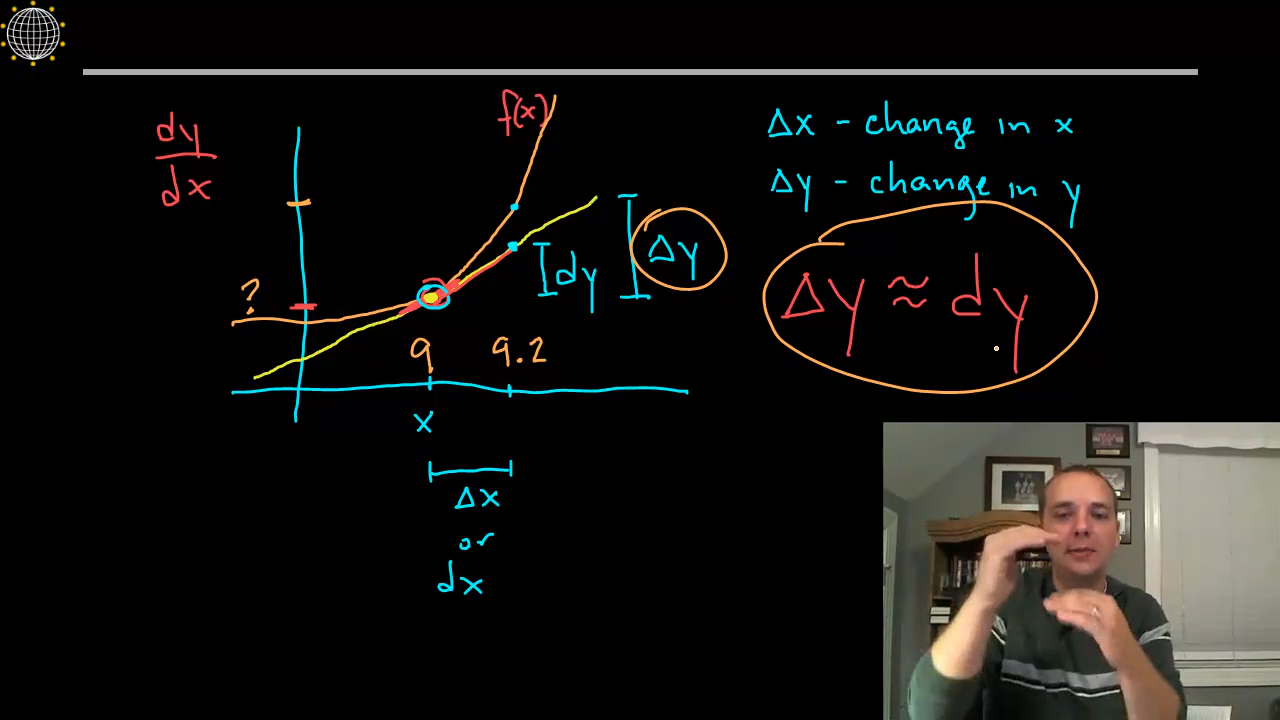 dy
dx
f(x)
Δx - change in x
Δy - change in y
dy
Δy
Δy ≈ dy
?
9
9.2
x
Δx
or
dx